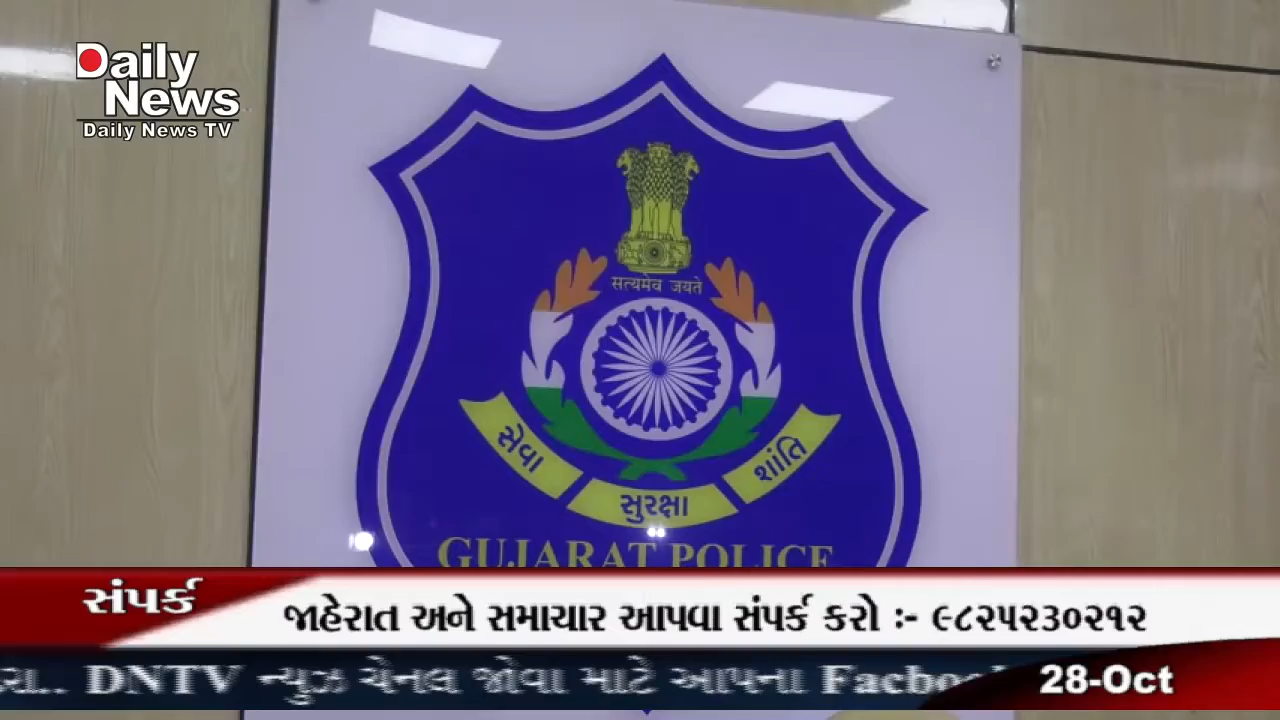 Daily
News
Daily News TV
सत्यमेव जयते
સેવા
સુરક્ષા
શાંતિ
GUJARAT POLICE
સંપર્ક
જાહેરાત અને સમાચાર આપવા સંપર્ક કરો :- ૯૮૨૫૨૩૦૨૧૨
DNTV ન્યુઝ ચેનલ જોવા માટે આપના
28-Oct